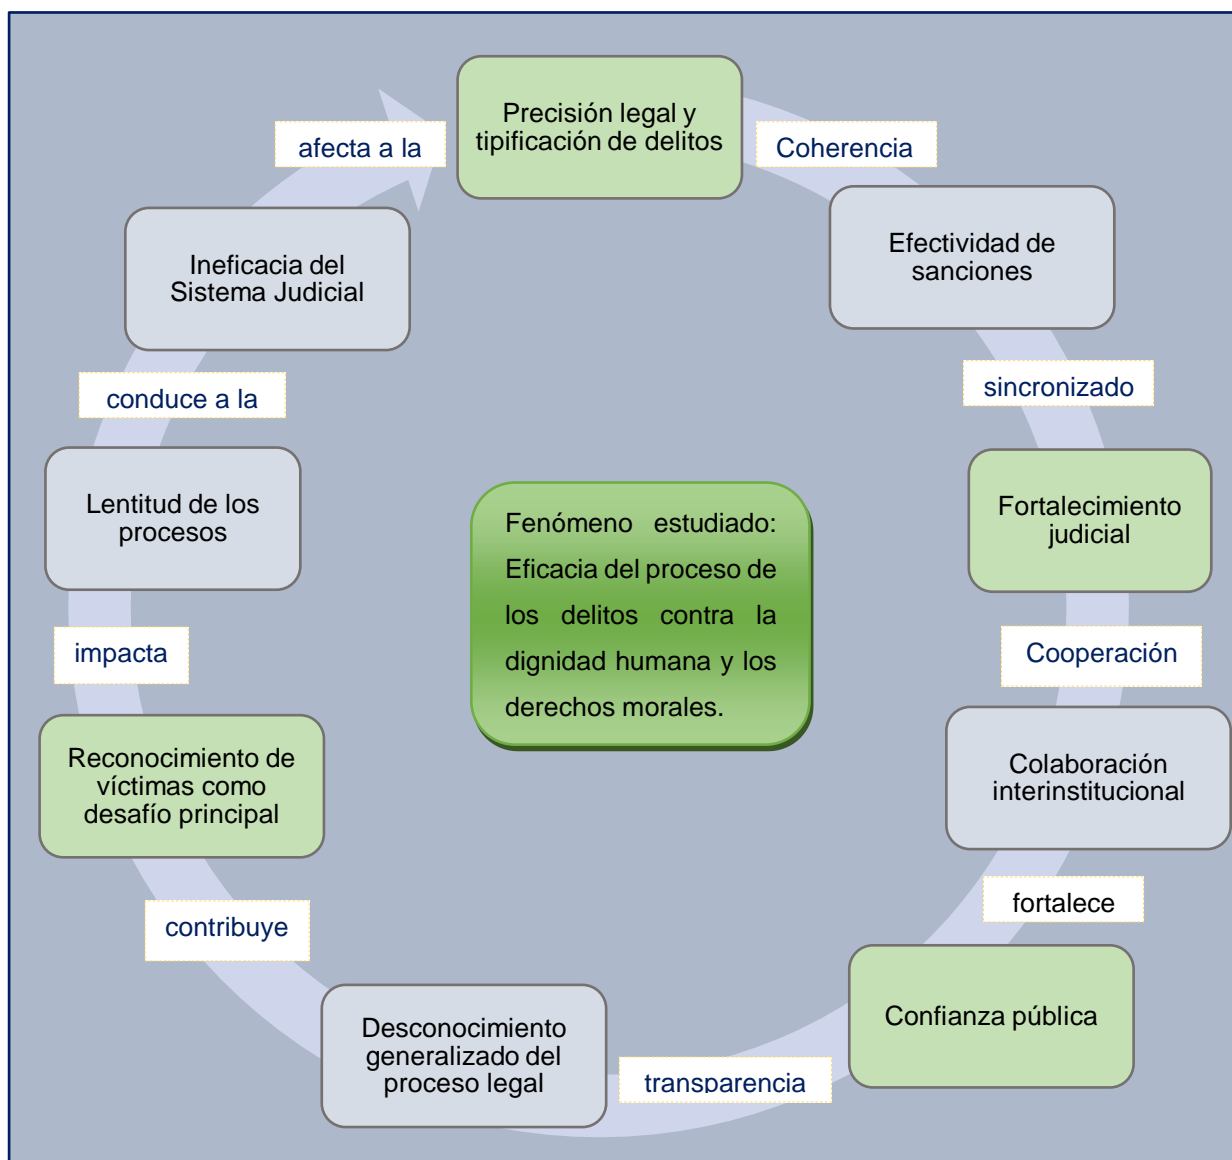 Precisión legal y
tipificación de delitos
Coherencia
Efectividad de
sanciones
sincronizado
Fortalecimiento
judicial
Cooperación
Colaboración
interinstitucional
fortalece
Confianza pública
transparencia
Desconocimiento
generalizado del
proceso legal
contribuye
Reconocimiento de
víctimas como
desafío principal
impacta
Lentitud de los
procesos
conduce a la
Ineficacia del
Sistema Judicial
afecta a la
Fenómeno estudiado:
Eficacia del proceso de
los delitos contra la
dignidad humana y los
derechos morales.